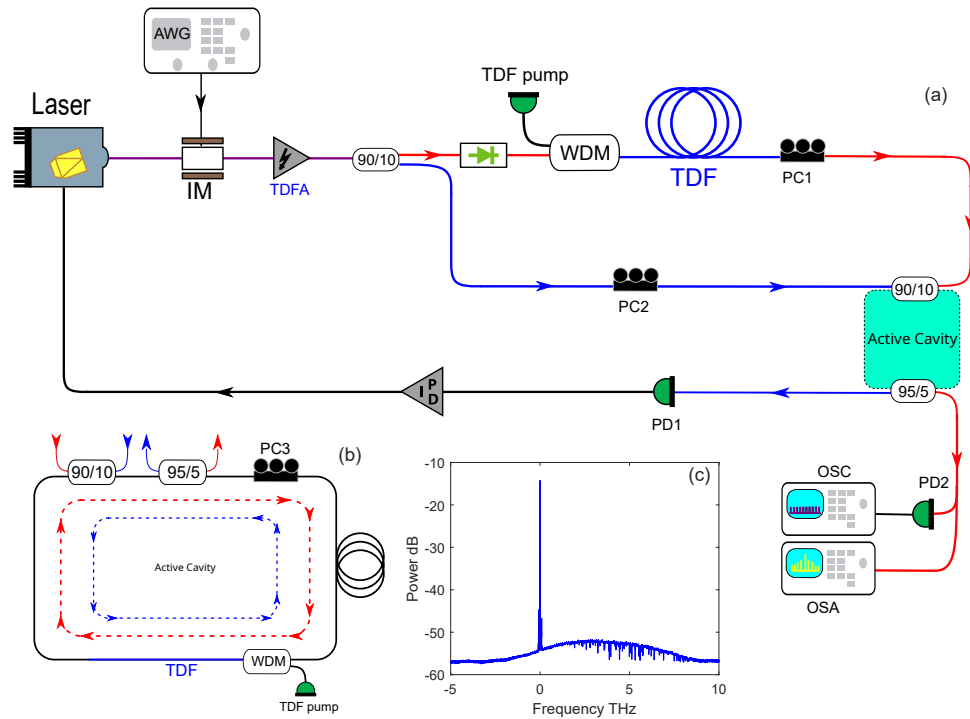 AWG
(a)
TDF pump
Laser
WDM
90/10
IM
TDFA
TDF
PC1
PC2
90/10
Active Cavity
95/5
P
I
D
PD1
PC3
(b)
90/10
95/5
Active Cavity
TDF
WDM
TDF pump
(c)
-10
-20
-30
-40
-50
-60
Power dB
-5
0
5
10
Frequency THz
OSC
PD2
OSA